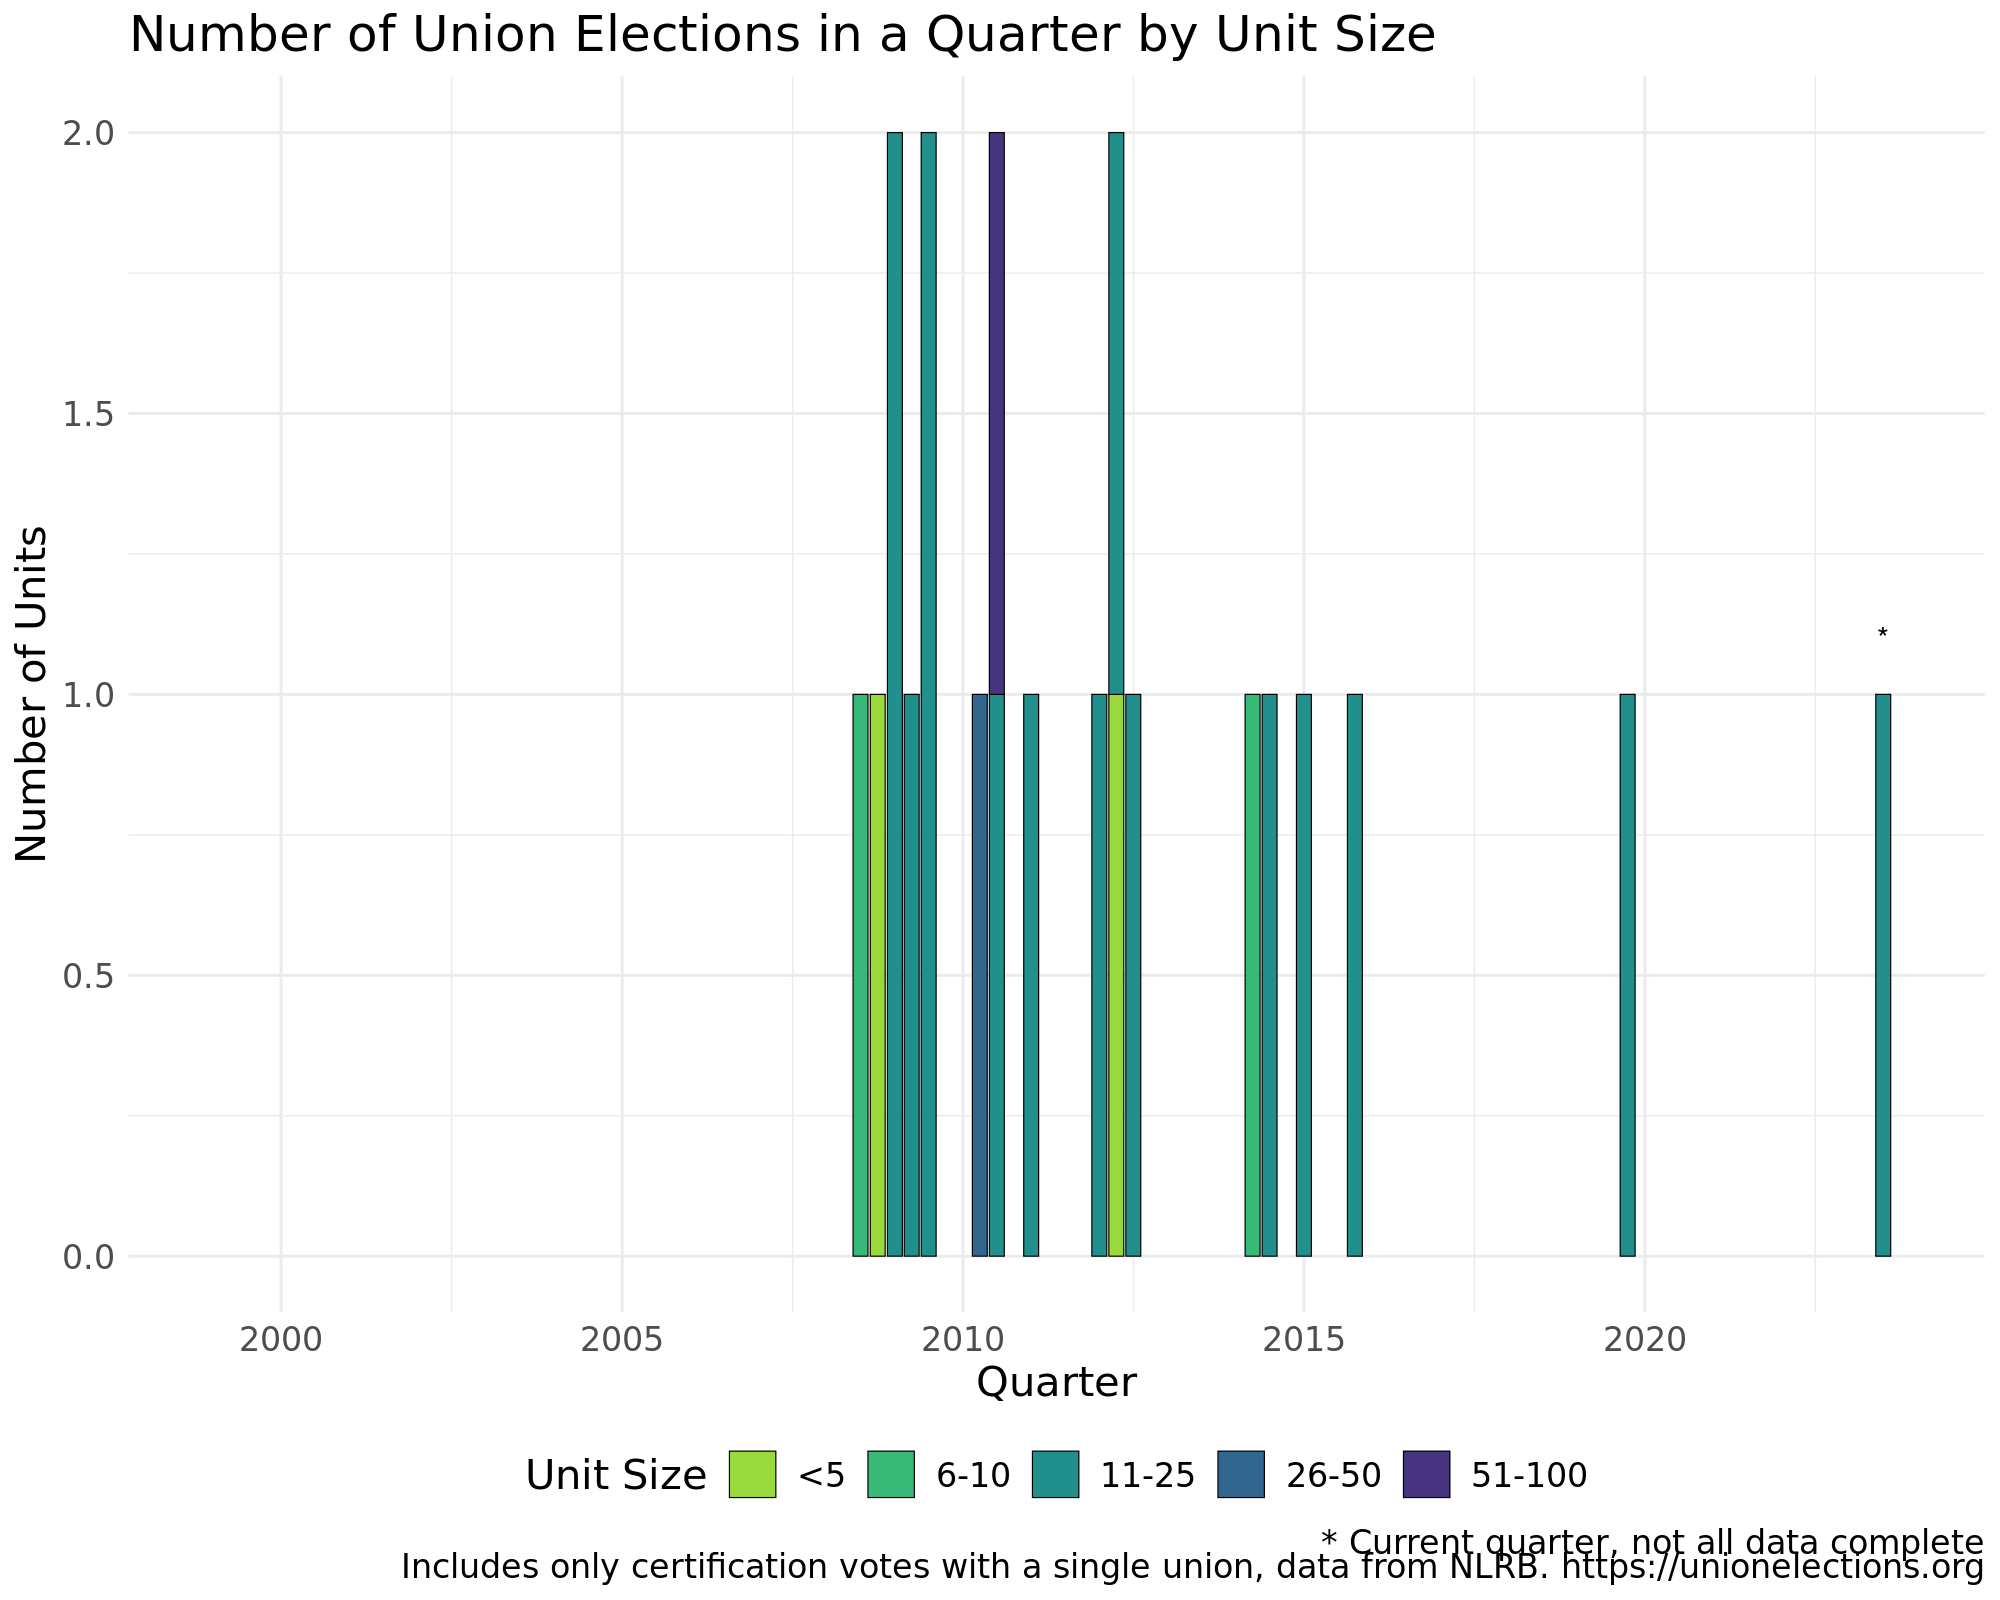 Number of Union Elections in a Quarter by Unit Size
2.0
1.5
1.0
0.5
0.0
Number of Units
*
2000 2005 2010 2015 2020
Quarter
Unit Size <5 6-10 11-25 26-50 51-100
* Current quarter, not all data complete
Includes only certification votes with a single union, data from NLRB. https://unionelections.org